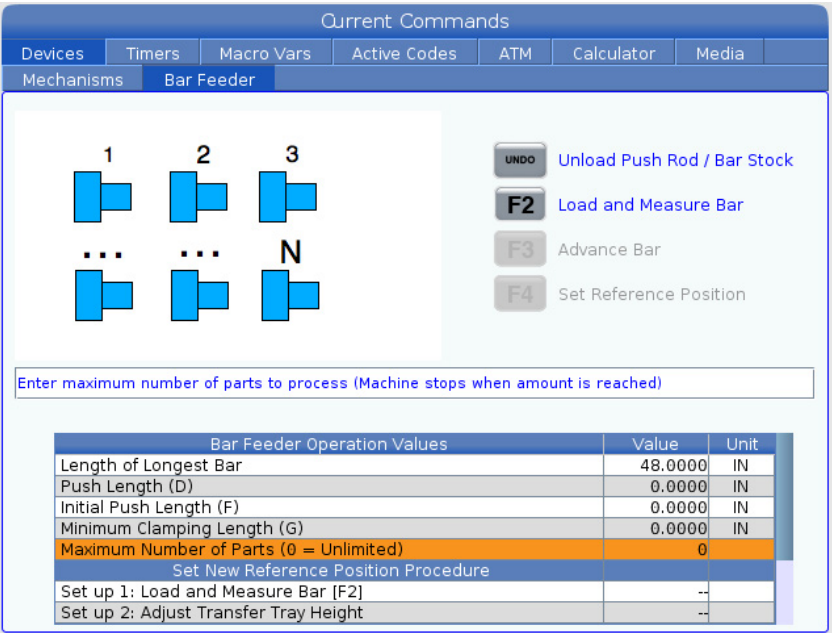 Current Commands
Devices Timers Macro Vars Active Codes ATM Calculator Media
Mechanisms Bar Feeder
1 2 3
... ... N
UNDO Unload Push Rod / Bar Stock
F2 Load and Measure Bar
F3 Advance Bar
F4 Set Reference Position
Enter maximum number of parts to process (Machine stops when amount is reached)
Bar Feeder Operation Values Value Unit
Length of Longest Bar 48.0000 IN
Push Length (D) 0.0000 IN
Initial Push Length (F) 0.0000 IN
Minimum Clamping Length (G) 0.0000 IN
Maximum Number of Parts (0 = Unlimited) 0
Set New Reference Position Procedure
Set up 1: Load and Measure Bar [F2] --
Set up 2: Adjust Transfer Tray Height --